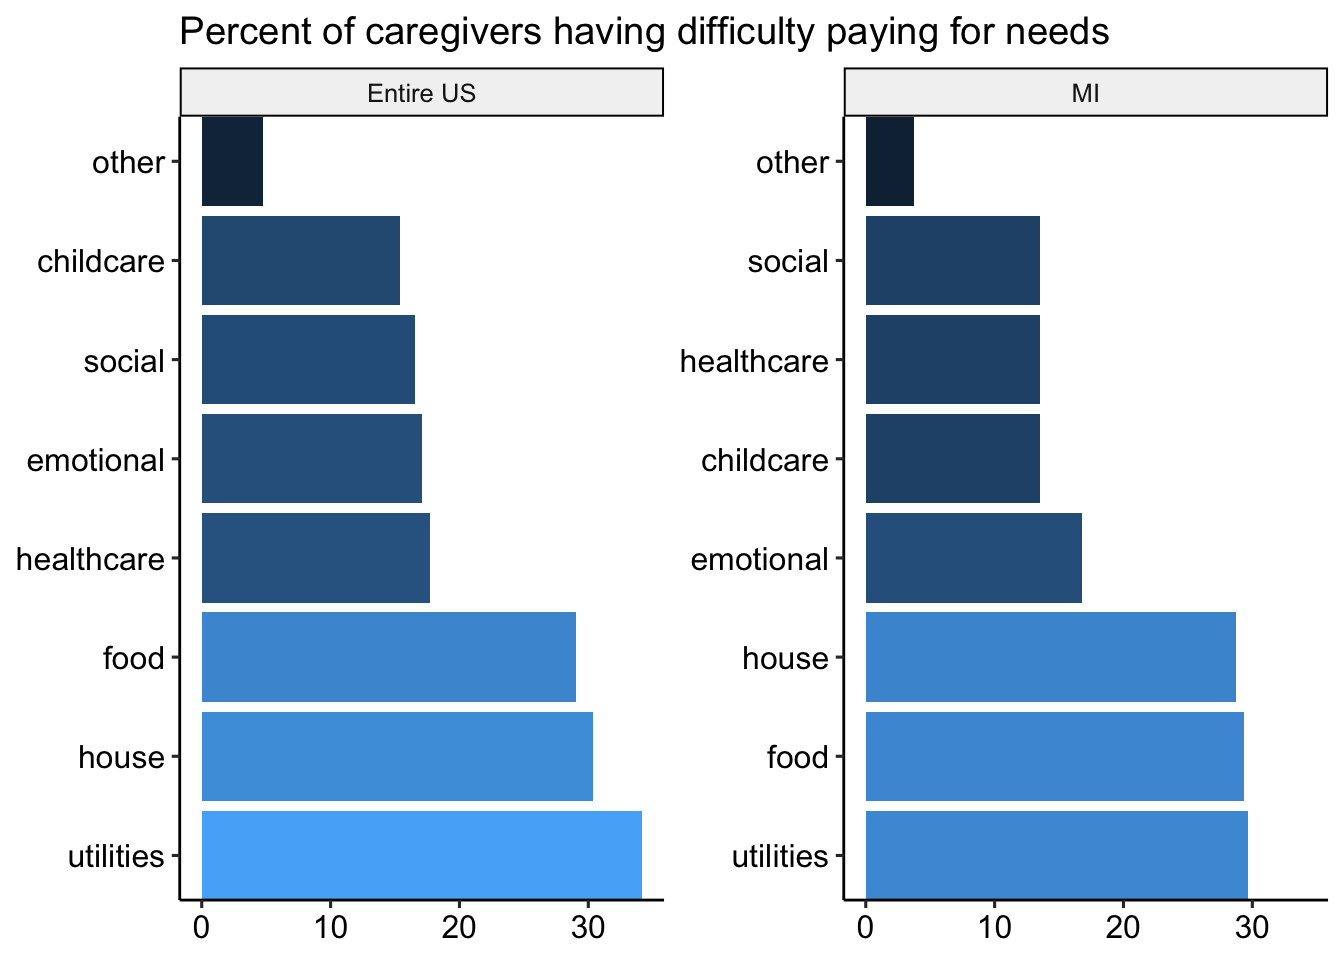 Percent of caregivers having difficulty paying for needs
Entire US
other
childcare
social
emotional
healthcare
food
house
utilities
0 10 20 30
MI
other
social
healthcare
childcare
emotional
house
food
utilities
0 10 20 30